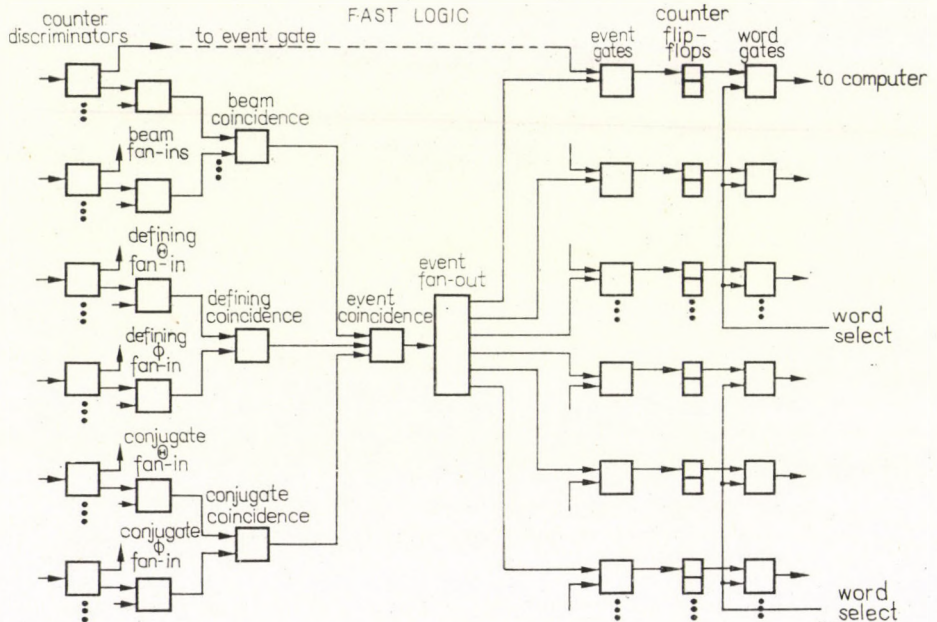 FAST LOGIC
counter
discriminators
to event gate
beam
fan-ins
beam
coincidence
defining
Θ
fan-in
defining
coincidence
defining
ϕ
fan-in
conjugate
Θ
fan-in
conjugate
coincidence
conjugate
ϕ
fan-in
event
coincidence
event
fan-out
event
gates
counter
flip-
flops
word
gates
to computer
word
select
word
select